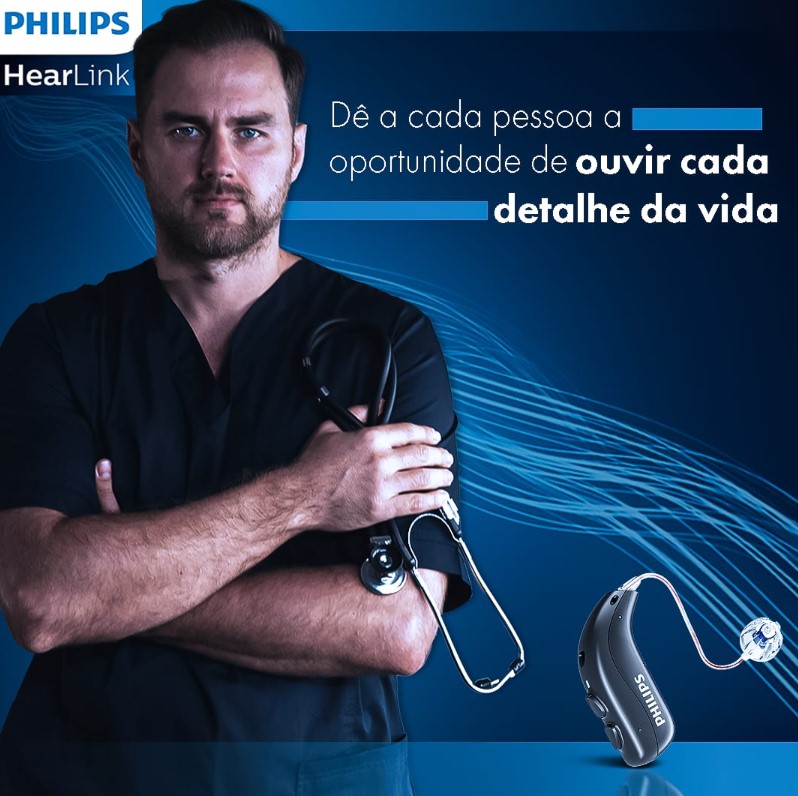 PHILIPS
HearLink
Dê a cada pessoa a
oportunidade de ouvir cada
detalhe da vida
PHILIPS